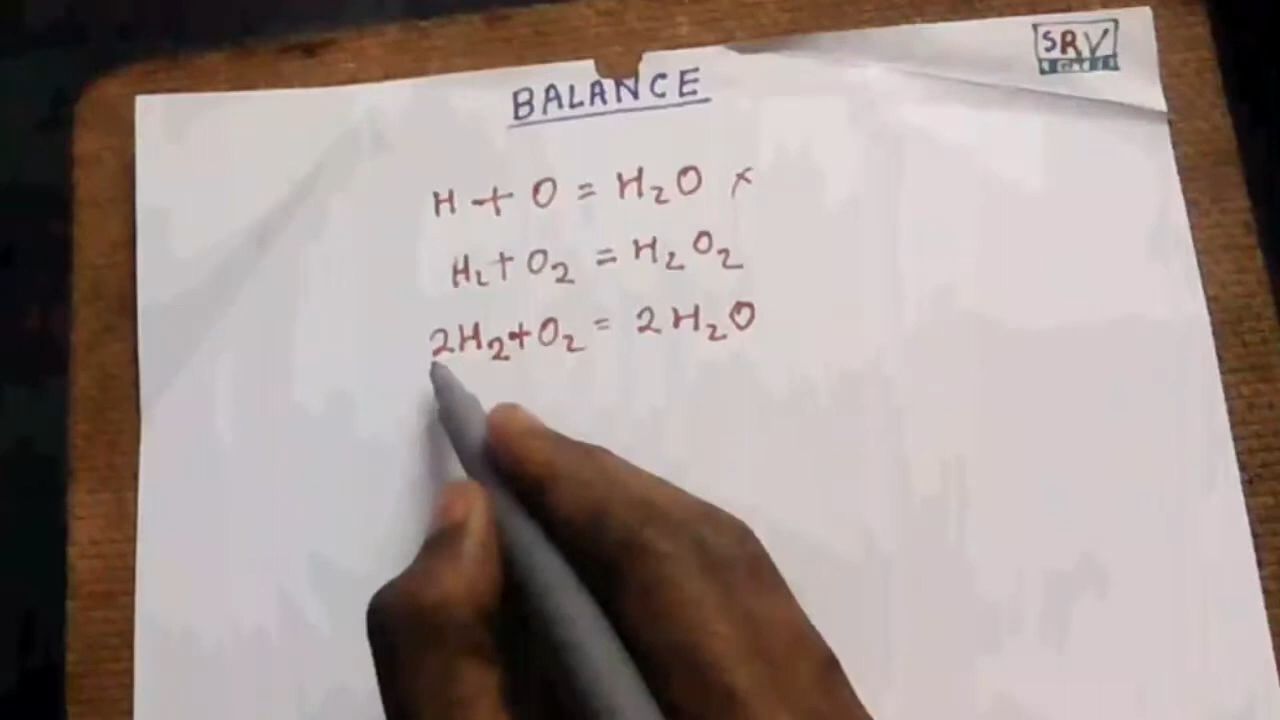 SRV
BALANCE
H + O = H₂O ×
H₂ + O₂ = H₂O₂
2H₂ + O₂ = 2H₂O